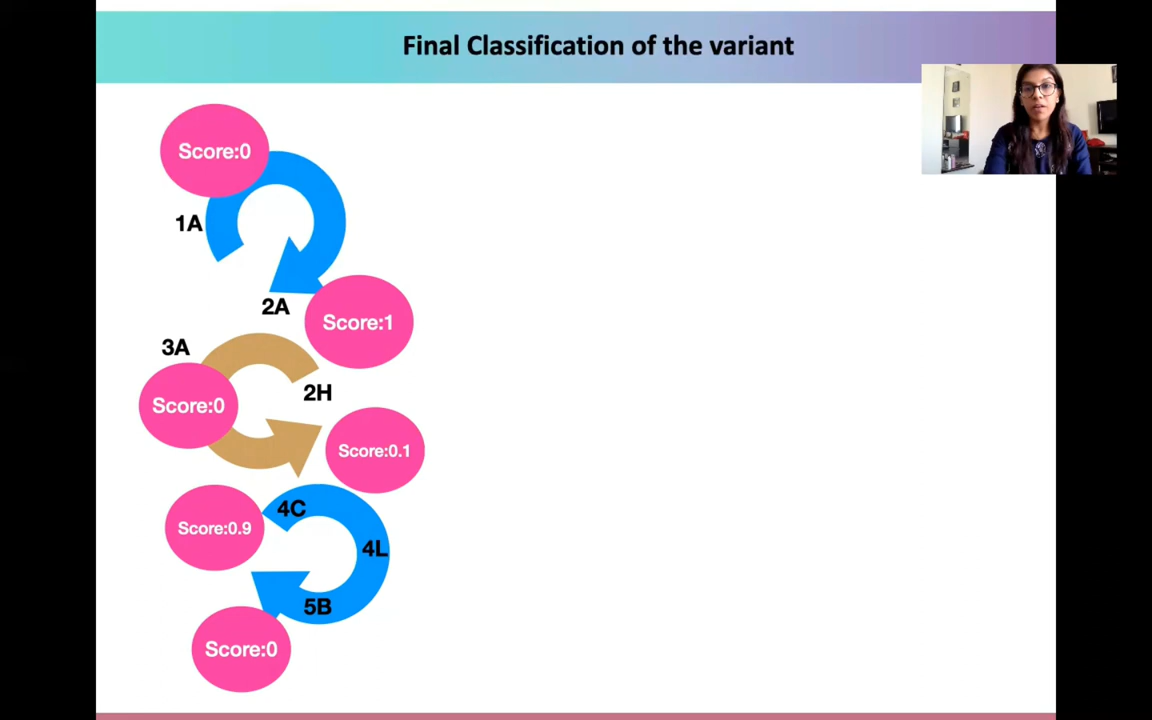 Final Classification of the variant
Score:0
1A
2A
Score:1
3A
2H
Score:0
Score:0.1
4C
Score:0.9
4L
5B
Score:0